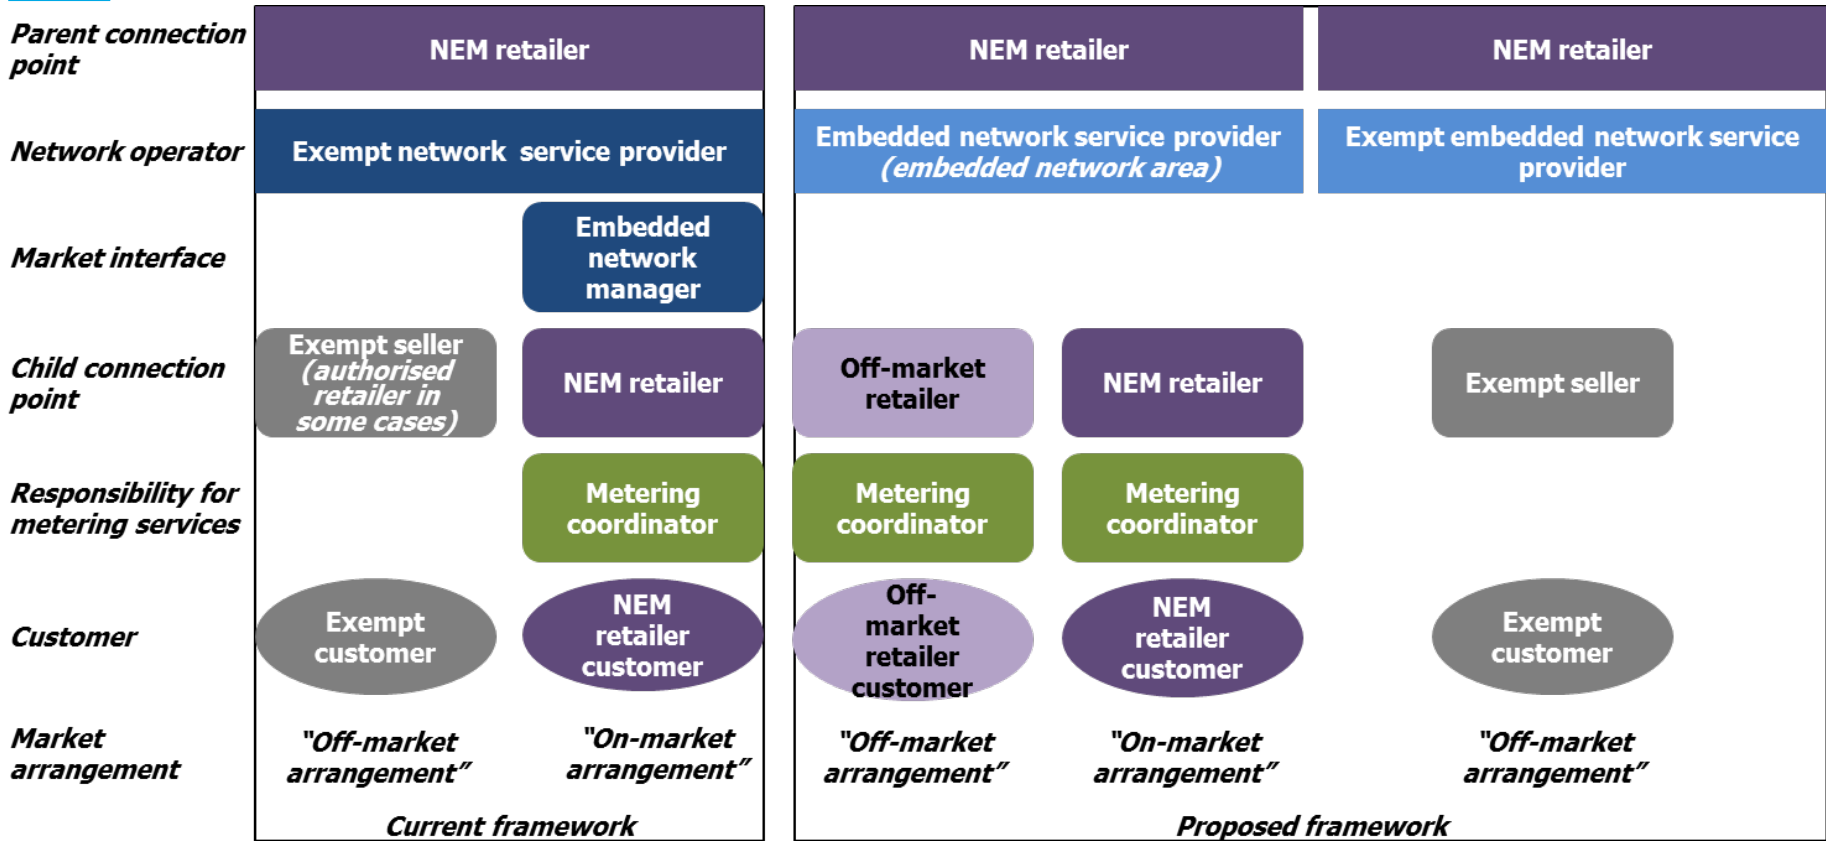 Parent connection
point
NEM retailer
NEM retailer
NEM retailer
Network operator
Exempt network service provider
Embedded network service provider
(embedded network area)
Exempt embedded network service
provider
Market interface
Embedded
network
manager
Child connection
point
Exempt seller
(authorised
retailer in
some cases)
NEM retailer
Off-market
retailer
NEM retailer
Exempt seller
Responsibility for
metering services
Metering
coordinator
Metering
coordinator
Metering
coordinator
Customer
Exempt
customer
NEM
retailer
customer
Off-
market
retailer
customer
NEM
retailer
customer
Exempt
customer
Market
arrangement
“Off-market
arrangement”
“On-market
arrangement”
“Off-market
arrangement”
“On-market
arrangement”
“Off-market
arrangement”
Current framework
Proposed framework